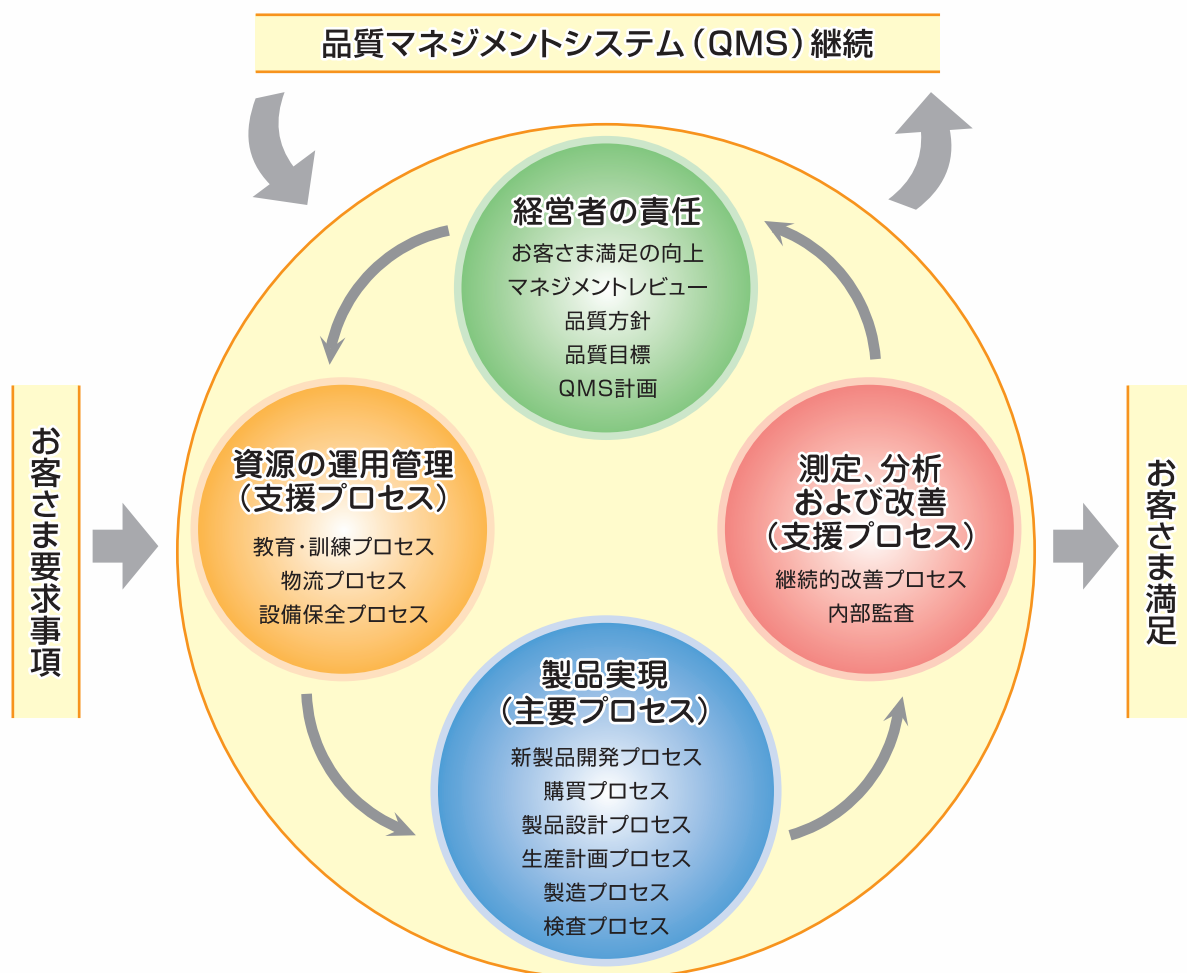 品質マネジメントシステム(QMS)継続
経営者の責任
お客さま満足の向上
マネジメントレビュー
品質方針
品質目標
QMS計画
お客さま要求事項
資源の運用管理
(支援プロセス)
教育・訓練プロセス
物流プロセス
設備保全プロセス
製品実現
(主要プロセス)
新製品開発プロセス
購買プロセス
製品設計プロセス
生産計画プロセス
製造プロセス
検査プロセス
測定、分析
および改善
(支援プロセス)
継続的改善プロセス
内部監査
お客さま満足